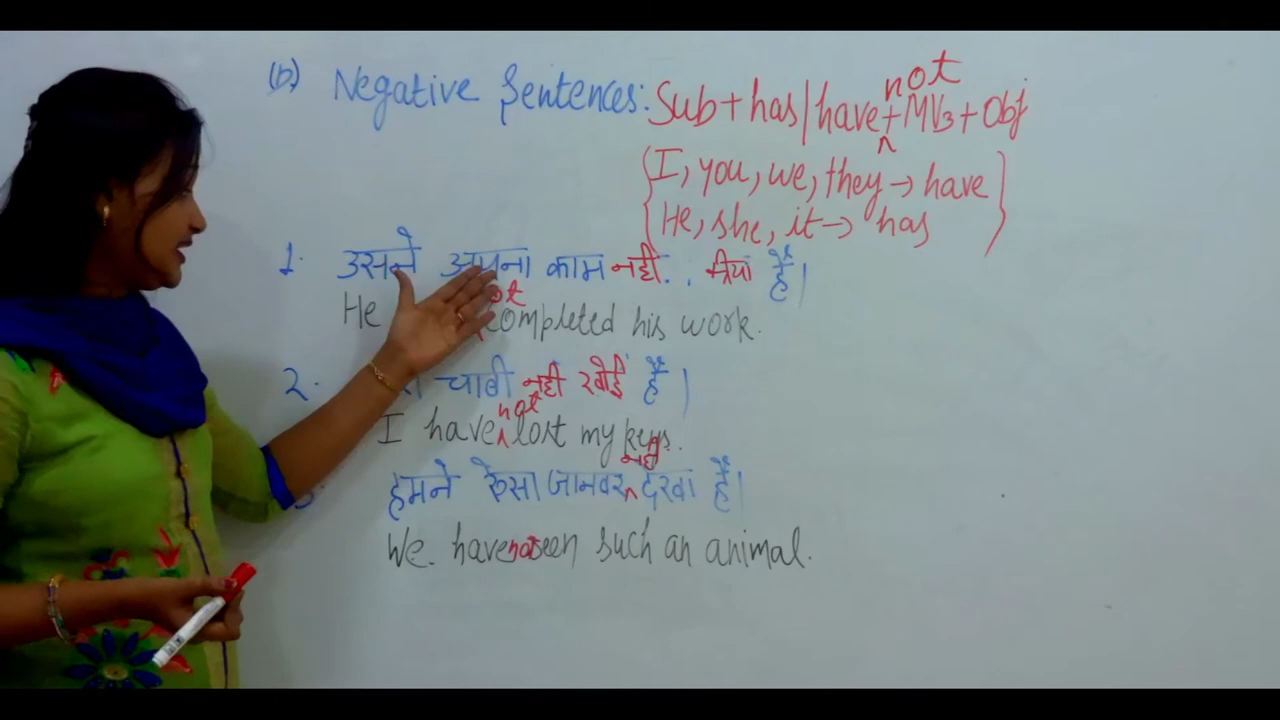 (b) Negative Sentences: Sub + has | have + not MV3 + Obj
{I, you, we, they → have}
{He, she, it → has}
1. उसने अपना काम नहीं किया है।
He not completed his work.
2. चाबी नहीं खोई है।
I have not lost my keys.
हमने ऐसा जानवर नहीं देखा है।
We have not seen such an animal.